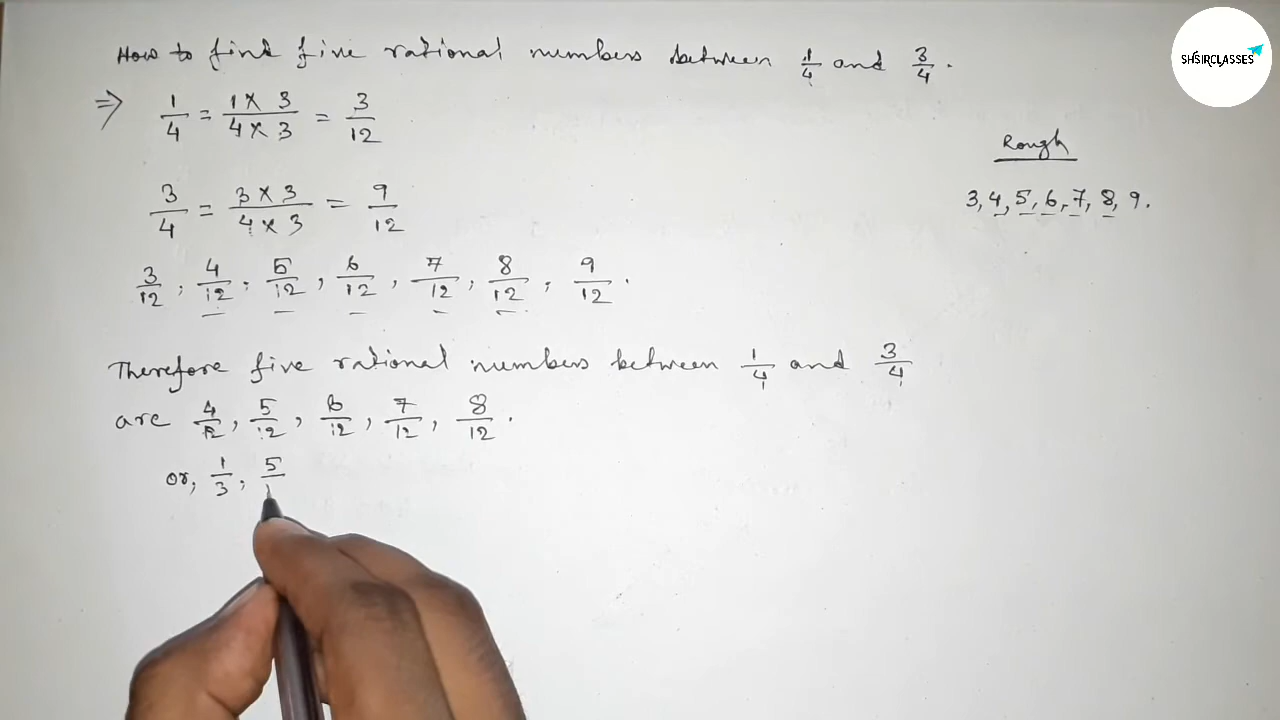 How to find five rational numbers between 1/4 and 3/4.
SHSIRCLASSES
⇒ 1/4 = 1 × 3 / 4 × 3 = 3/12
Rough
3, 4, 5, 6, 7, 8, 9.
3/4 = 3 × 3 / 4 × 3 = 9/12
3/12, 4/12, 5/12, 6/12, 7/12, 8/12, 9/12.
Therefore five rational numbers between 1/4 and 3/4
are 4/12, 5/12, 6/12, 7/12, 8/12.
or, 1/3, 5/